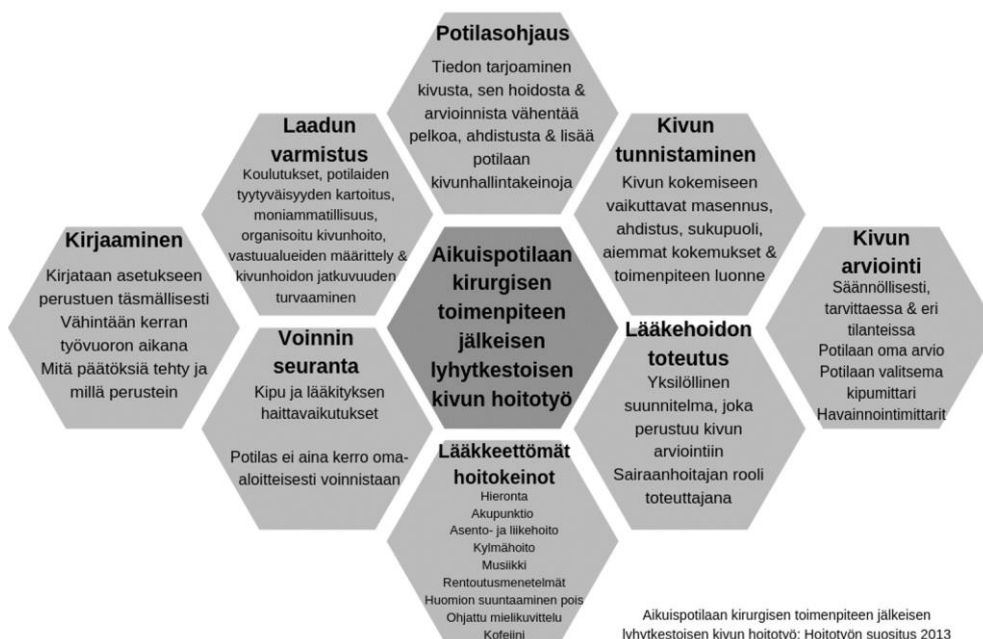 Potilasohjaus
Tiedon tarjoaminen
kivusta, sen hoidosta &
arvioinnista vähentää
pelkoa, ahdistusta & lisää
potilaan
kivunhallintakeinoja
Laadun
varmistus
Koulutukset, potilaiden
tyytyväisyyden kartoitus,
moniammatillisuus,
organisoitu kivunhoito,
vastuualueiden määrittely &
kivunhoidon jatkuvuuden
turvaaminen
Kivun
tunnistaminen
Kivun kokemiseen
vaikuttavat masennus,
ahdistus, sukupuoli,
aiemmat kokemukset &
toimenpiteen luonne
Kirjaaminen
Kirjataan asetukseen
perustuen täsmällisesti
Vähintään kerran
työvuoron aikana
Mitä päätöksiä tehty ja
millä perustein
Aikuispotilaan
kirurgisen
toimenpiteen
jälkeisen
lyhytkestoisen
kivun hoitotyö
Kivun
arviointi
Säännöllisesti,
tarvittaessa & eri
tilanteissa
Potilaan oma arvio
Potilaan valitsema
kipumittari
Havainnointimittarit
Voinnin
seuranta
Kipu ja lääkityksen
haittavaikutukset
Potilas ei aina kerro oma-
aloitteisesti voinnistaan
Lääkehoidon
toteutus
Yksilöllinen
suunnitelma, joka
perustuu kivun
arviointiin
Sairaanhoitajan rooli
toteuttajana
Lääkkeettömät
hoitokeinot
Hieronta
Akupunktio
Asento- ja liikehoito
Kylmähoito
Musiikki
Rentoutusmenetelmät
Huomion suuntaaminen pois
Ohjattu mielikuvittelu
Kofeiini
Aikuispotilaan kirurgisen toimenpiteen jälkeisen
lyhytkestoisen kivun hoitotyö: Hoitotyön suositus 2013